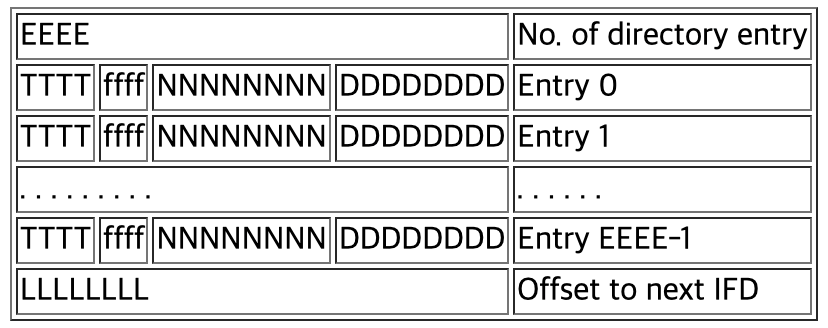 EEEE No. of directory entry
TTTT ffff NNNNNNNN DDDDDDDD Entry 0
TTTT ffff NNNNNNNN DDDDDDDD Entry 1
. . . . . . . . . . . . . . .
TTTT ffff NNNNNNNN DDDDDDDD Entry EEEE-1
LLLLLLLL Offset to next IFD